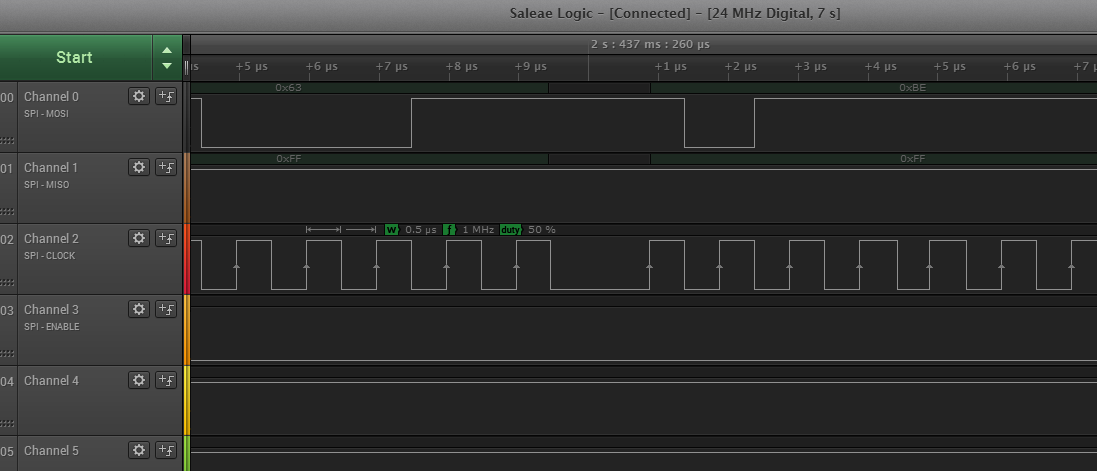 Saleae Logic - [Connected] - [24 MHz Digital, 7 s]
Start
2 s : 437 ms : 260 µs
+5 µs +6 µs +7 µs +8 µs +9 µs +1 µs +2 µs +3 µs +4 µs +5 µs +6 µs +7 µ
00 Channel 0
SPI - MOSI
0x63 0xBE
01 Channel 1
SPI - MISO
0xFF 0xFF
02 Channel 2
SPI - CLOCK
W 0.5 µs f 1 MHz duty 50 %
03 Channel 3
SPI - ENABLE
04 Channel 4
05 Channel 5